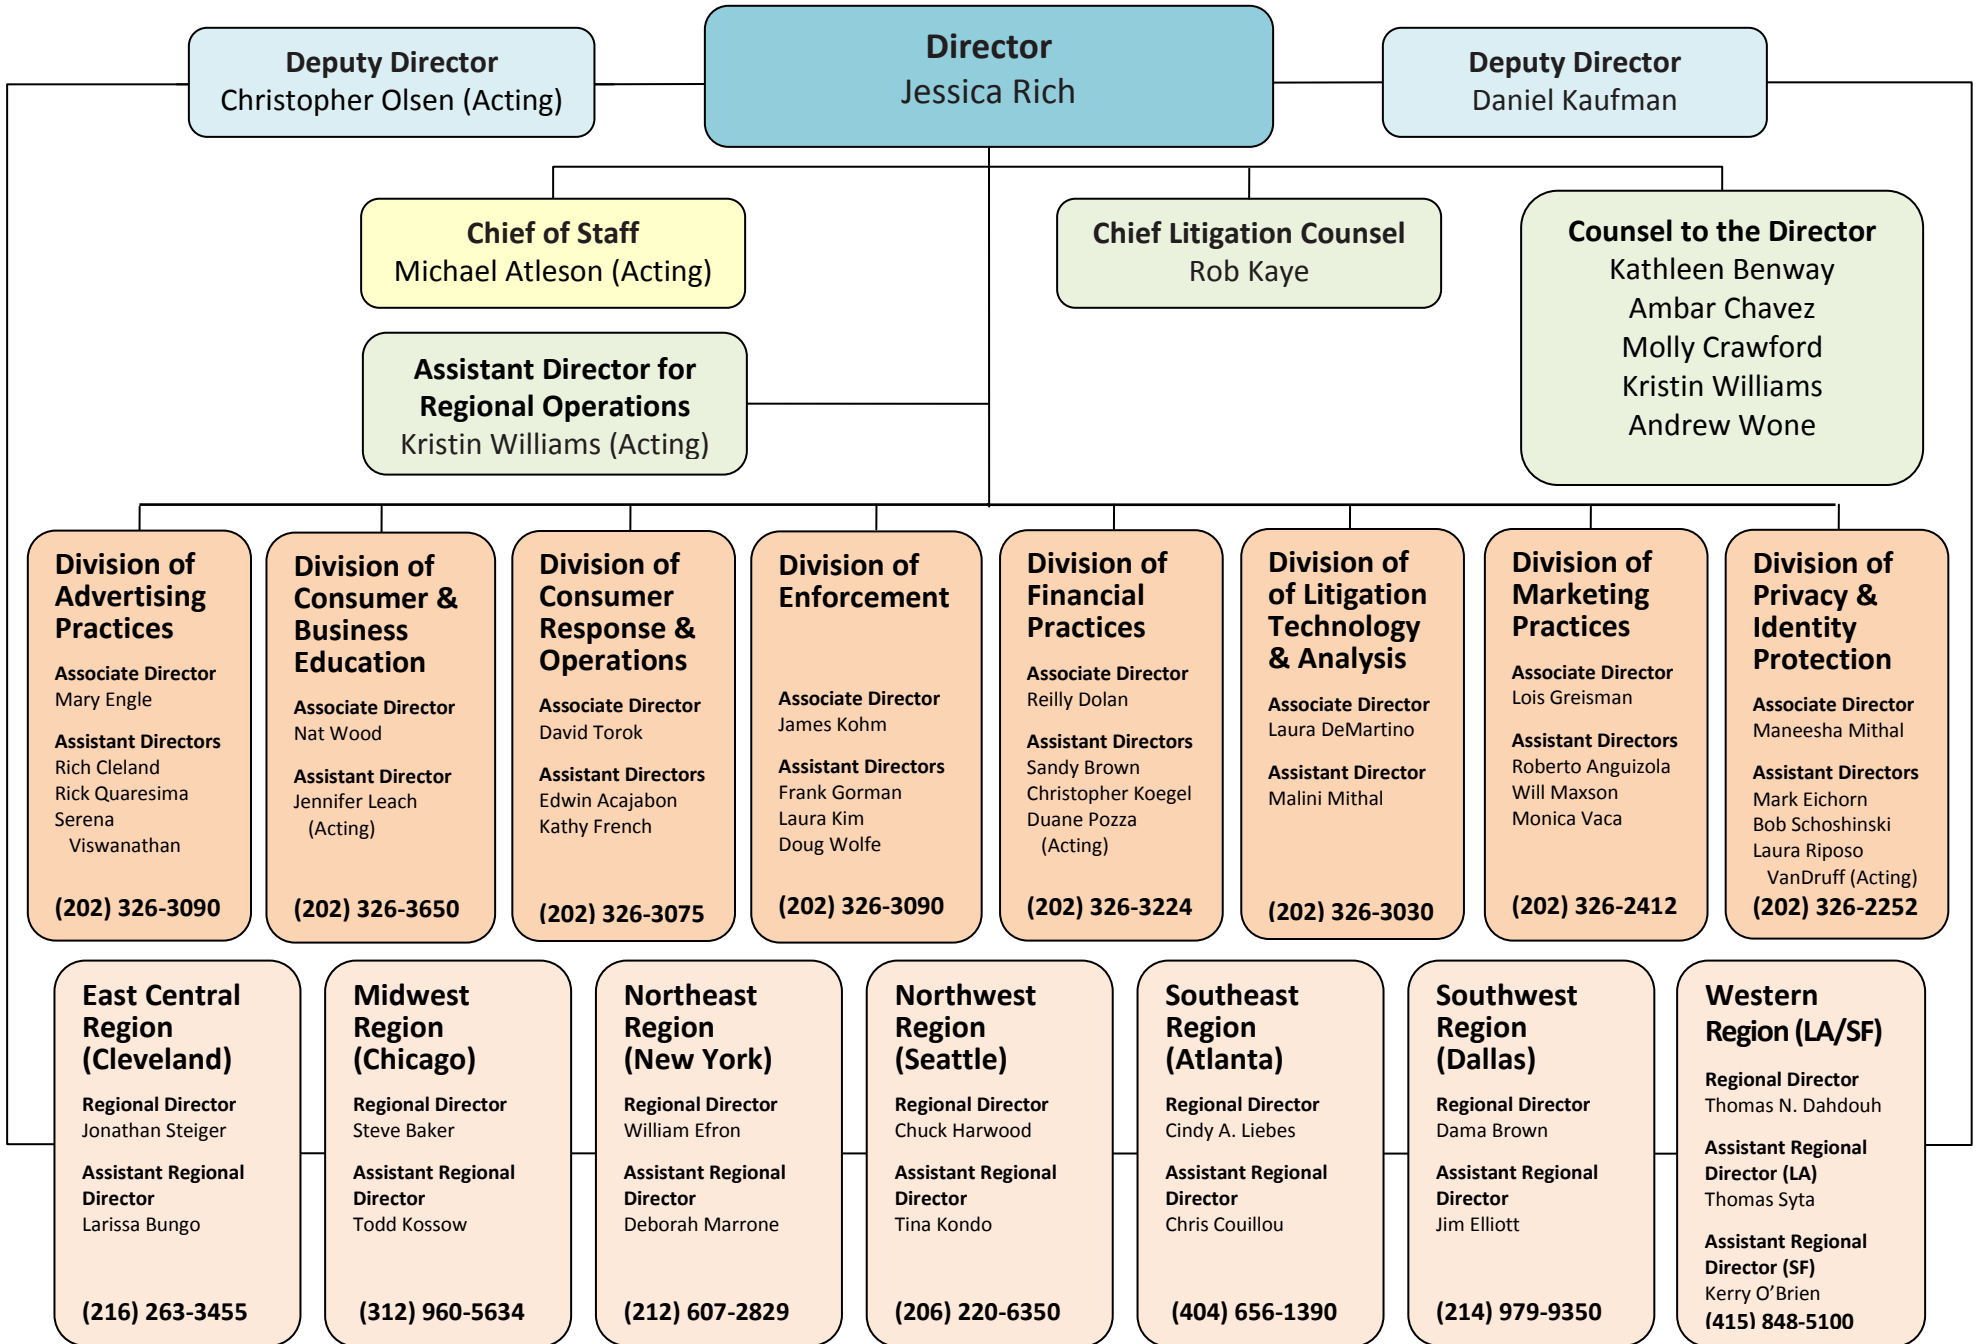 Deputy Director
Christopher Olsen (Acting)
Director
Jessica Rich
Deputy Director
Daniel Kaufman
Chief of Staff
Michael Atleson (Acting)
Chief Litigation Counsel
Rob Kaye
Counsel to the Director
Kathleen Benway
Ambar Chavez
Molly Crawford
Kristin Williams
Andrew Wone
Assistant Director for
Regional Operations
Kristin Williams (Acting)
Division of
Advertising
Practices
Associate Director
Mary Engle
Assistant Directors
Rich Cleland
Rick Quaresima
Serena
Viswanathan
(202) 326-3090
Division of
Consumer &
Business
Education
Associate Director
Nat Wood
Assistant Director
Jennifer Leach
(Acting)
(202) 326-3650
Division of
Consumer
Response &
Operations
Associate Director
David Torok
Assistant Directors
Edwin Acajabon
Kathy French
(202) 326-3075
Division of
Enforcement
Associate Director
James Kohm
Assistant Directors
Frank Gorman
Laura Kim
Doug Wolfe
(202) 326-3090
Division of
Financial
Practices
Associate Director
Reilly Dolan
Assistant Directors
Sandy Brown
Christopher Koegel
Duane Pozza
(Acting)
(202) 326-3224
Division of
of Litigation
Technology
& Analysis
Associate Director
Laura DeMartino
Assistant Director
Malini Mithal
(202) 326-3030
Division of
Marketing
Practices
Associate Director
Lois Greisman
Assistant Directors
Roberto Anguizola
Will Maxson
Monica Vaca
(202) 326-2412
Division of
Privacy &
Identity
Protection
Associate Director
Maneesha Mithal
Assistant Directors
Mark Eichorn
Bob Schoshinski
Laura Riposo
VanDruff (Acting)
(202) 326-2252
East Central
Region
(Cleveland)
Regional Director
Jonathan Steiger
Assistant Regional
Director
Larissa Bungo
(216) 263-3455
Midwest
Region
(Chicago)
Regional Director
Steve Baker
Assistant Regional
Director
Todd Kossow
(312) 960-5634
Northeast
Region
(New York)
Regional Director
William Efron
Assistant Regional
Director
Deborah Marrone
(212) 607-2829
Northwest
Region
(Seattle)
Regional Director
Chuck Harwood
Assistant Regional
Director
Tina Kondo
(206) 220-6350
Southeast
Region
(Atlanta)
Regional Director
Cindy A. Liebes
Assistant Regional
Director
Chris Couillou
(404) 656-1390
Southwest
Region
(Dallas)
Regional Director
Dama Brown
Assistant Regional
Director
Jim Elliott
(214) 979-9350
Western
Region (LA/SF)
Regional Director
Thomas N. Dahdouh
Assistant Regional
Director (LA)
Thomas Syta
Assistant Regional
Director (SF)
Kerry O’Brien
(415) 848-5100